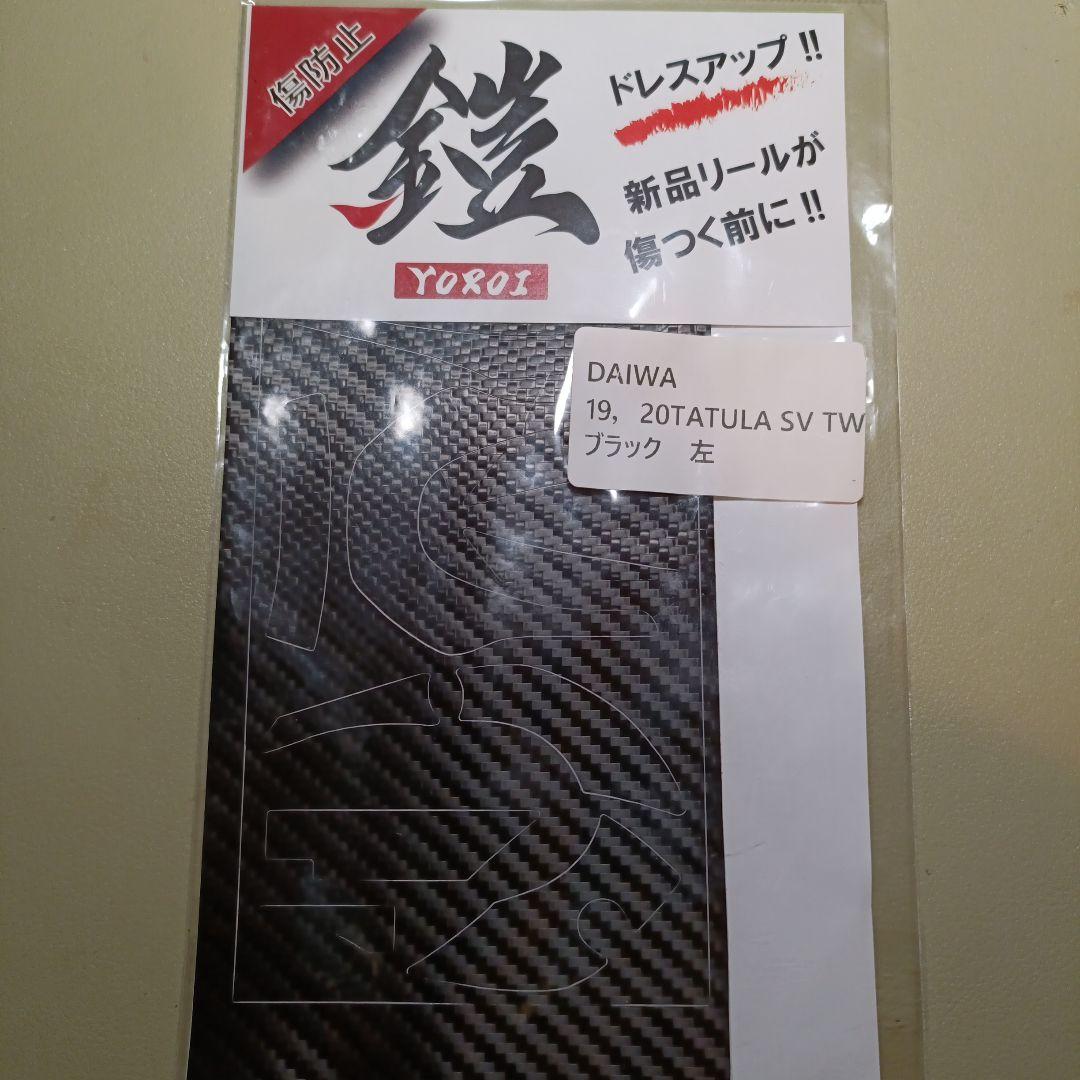 傷防止
鎧
YOROI
ドレスアップ!!
新品リールが
傷つく前に!!
DAIWA
19, 20TATULA SV TW
ブラック 左